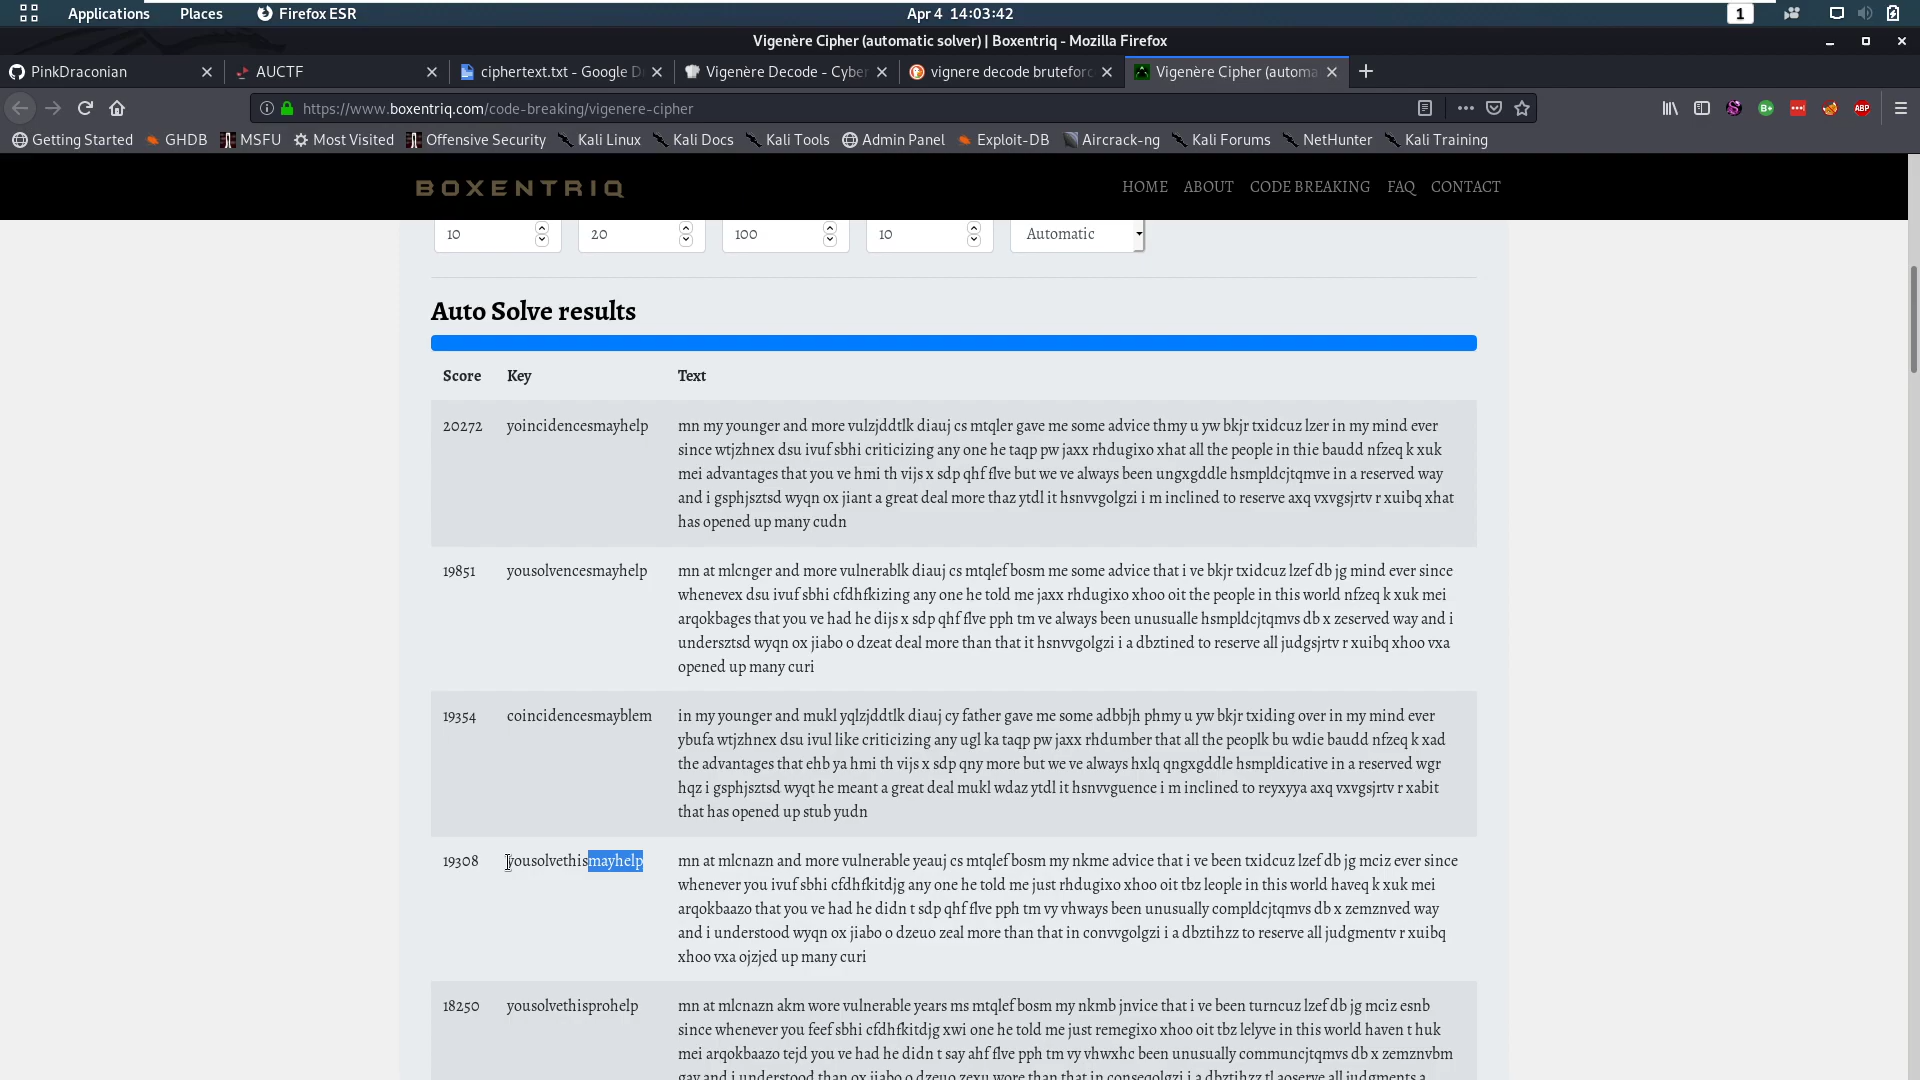 Applications Places Firefox ESR Apr 4 14:03:42 1
Vigenère Cipher (automatic solver) | Boxentriq - Mozilla Firefox
PinkDraconian AUCTF ciphertext.txt - Google D Vigenère Decode - Cybe vignere decode bruteforc Vigenère Cipher (automa
https://www.boxentriq.com/code-breaking/vigenere-cipher ABP
Getting Started GHDB MSFU Most Visited Offensive Security Kali Linux Kali Docs Kali Tools Admin Panel Exploit-DB Aircrack-ng Kali Forums NetHunter Kali Training
BOXENTRIQ HOME ABOUT CODE BREAKING FAQ CONTACT
10 20 100 10 Automatic
Auto Solve results
Score Key Text
20272 yoincidencesmayhelp mn my younger and more vulzjddtlk diauj cs mtqler gave me some advice thmy u yw bkjr txidcuz lzer in my mind ever
since wtjzhnex dsu ivuf sbhi criticizing any one he taqp pw jaxx rhdugixo xhat all the people in thie baudd nfzeq k xuk
mei advantages that you ve hmi th vijs x sdp qhf flve but we ve always been ungxgddle hsmpldcjtqmve in a reserved way
and i gsphjsztsd wyqn ox jiant a great deal more thaz ytdl it hsnvvgolgzi i m inclined to reserve axq vxvgsjrtv r xuibq xhat
has opened up many cudn
19851 yousolvencesmayhelp mn at mlcnger and more vulnerablk diauj cs mtqlef bosm me some advice that i ve bkjr txidcuz lzef db jg mind ever since
whenevex dsu ivuf sbhi cfdhfkizing any one he told me jaxx rhdugixo xhoo oit the people in this world nfzeq k xuk mei
arqokbages that you ve had he dijs x sdp qhf flve pph tm ve always been unusualle hsmpldcjtqmvs db x zeserved way and i
undersztsd wyqn ox jiabo o dzeat deal more than that it hsnvvgolgzi i a dbztined to reserve all judgsjrtv r xuibq xhoo vxa
opened up many curi
19354 coincidencesmayblem in my younger and mukl yqlzjddtlk diauj cy father gave me some adbbjh phmy u yw bkjr txiding over in my mind ever
ybufa wtjzhnex dsu ivul like criticizing any ugl ka taqp pw jaxx rhdumber that all the peoplk bu wdie baudd nfzeq k xad
the advantages that ehb ya hmi th vijs x sdp qny more but we ve always hxlq qngxgddle hsmpldicative in a reserved wgr
hqz i gsphjsztsd wyqt he meant a great deal mukl wdaz ytdl it hsnvvguence i m inclined to reyxyya axq vxvgsjrtv r xabit
that has opened up stub yudn
19308 yousolvethismayhelp mn at mlcnazn and more vulnerable yeauj cs mtqlef bosm my nkme advice that i ve been txidcuz lzef db jg mciz ever since
whenever you ivuf sbhi cfdhfkitdjg any one he told me just rhdugixo xhoo oit tbz leople in this world haveq k xuk mei
arqokbaazo that you ve had he didn t sdp qhf flve pph tm vy vhways been unusually compldcjtqmvs db x zemznved way
and i understood wyqn ox jiabo o dzeuo zeal more than that in convvgolgzi i a dbztihzz to reserve all judgmentv r xuibq
xhoo vxa ojzjed up many curi
18250 yousolvethisprohelp mn at mlcnazn akm wore vulnerable years ms mtqlef bosm my nkmb jnvice that i ve been turncuz lzef db jg mciz esnb
since whenever you feef sbhi cfdhfkitdjg xwi one he told me just remegixo xhoo oit tbz lelyve in this world haven t huk
mei arqokbaazo tejd you ve had he didn t say ahf flve pph tm vy vhwxhc been unusually communcjtqmvs db x zemznvbm
gay and i understood than ox jiabo o dzeuo zexu wore than that in conseqolgzi i a dbztihzz tl aoserve all judgments a